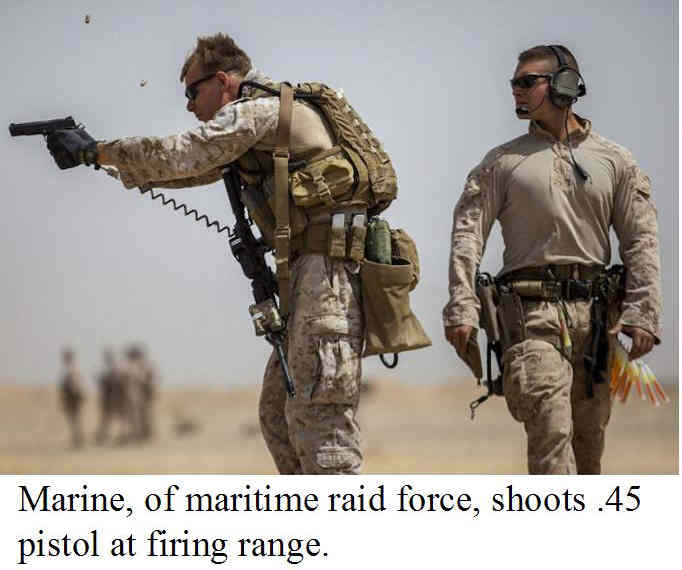 Marine, of maritime raid force, shoots .45
pistol at firing range.